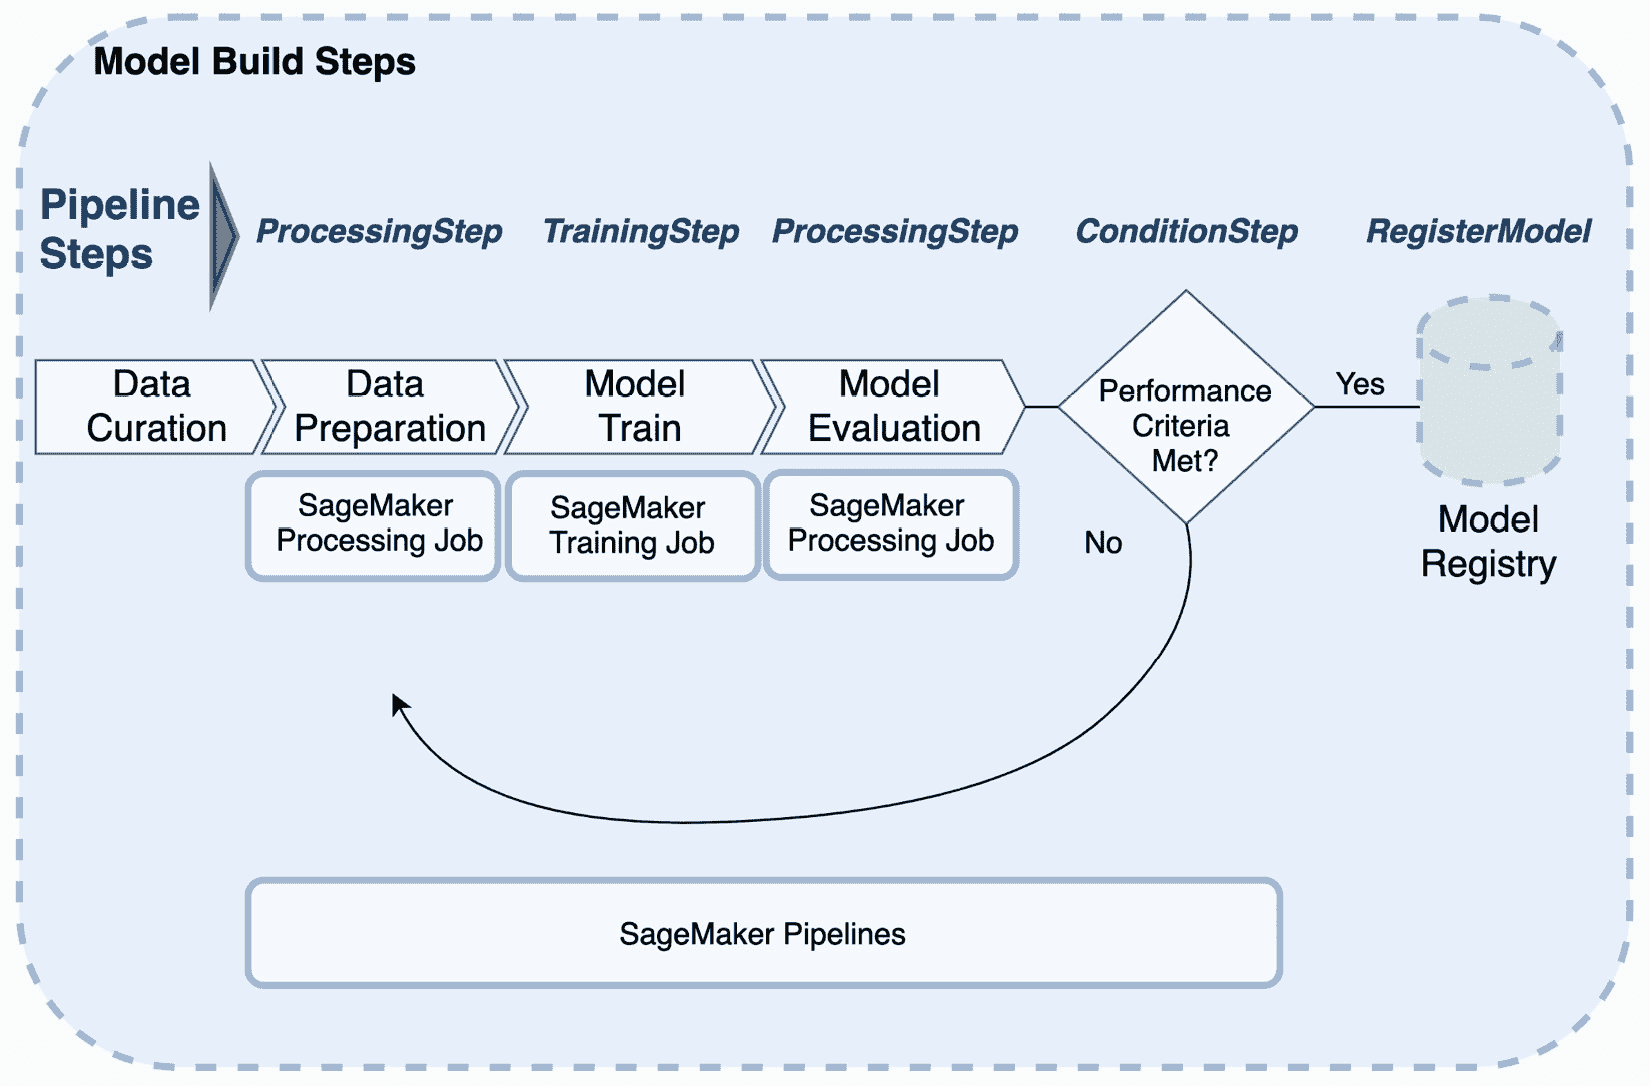 Model Build Steps
Pipeline
Steps
ProcessingStep
TrainingStep
ProcessingStep
ConditionStep
RegisterModel
Data
Curation
Data
Preparation
Model
Train
Model
Evaluation
Performance
Criteria
Met?
Yes
Model
Registry
SageMaker
Processing Job
SageMaker
Training Job
SageMaker
Processing Job
No
SageMaker Pipelines